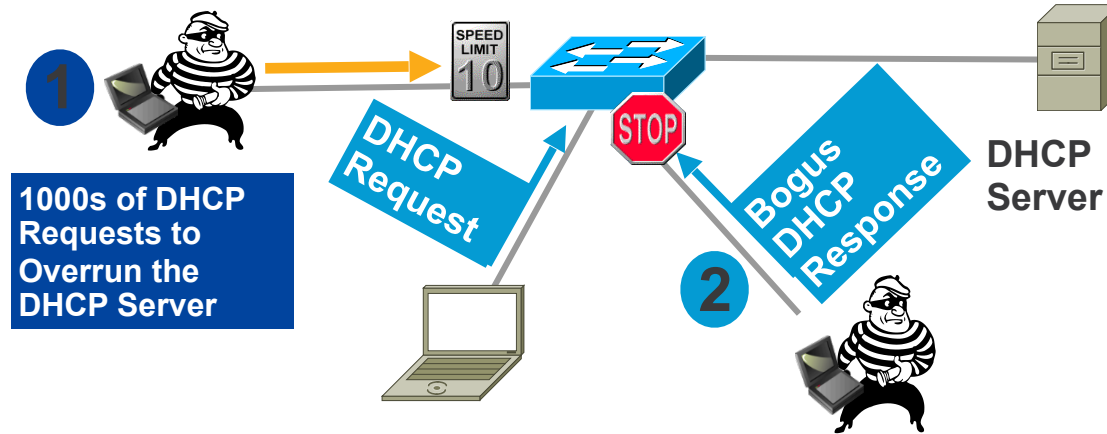 1
SPEED
LIMIT
10
STOP
DHCP
Request
Bogus
DHCP
Response
DHCP
Server
1000s of DHCP
Requests to
Overrun the
DHCP Server
2